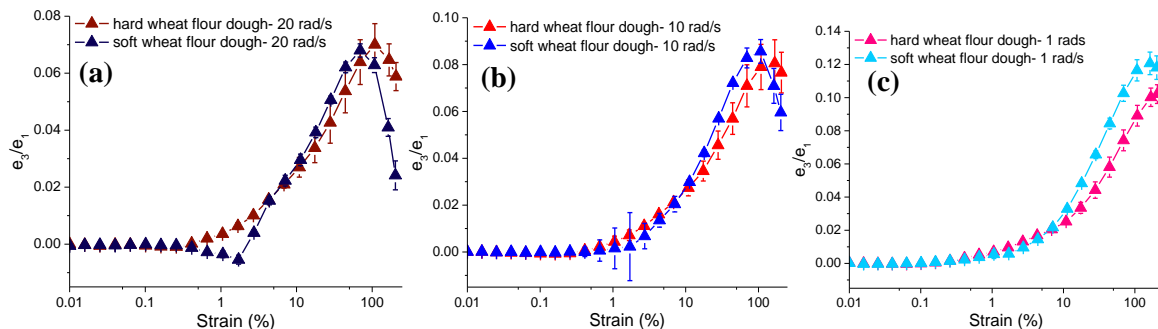 hard wheat flour dough- 20 rad/s
soft wheat flour dough- 20 rad/s
(a)
e3/e1
0.08
0.06
0.04
0.02
0.00
0.01
0.1
1
10
100
Strain (%)
hard wheat flour dough- 10 rad/s
soft wheat flour dough- 10 rad/s
(b)
e3/e1
0.10
0.08
0.06
0.04
0.02
0.00
0.01
0.1
1
10
100
Strain (%)
hard wheat flour dough- 1 rads
soft wheat flour dough- 1 rad/s
(c)
e3/e1
0.14
0.12
0.10
0.08
0.06
0.04
0.02
0.00
0.01
0.1
1
10
100
Strain (%)